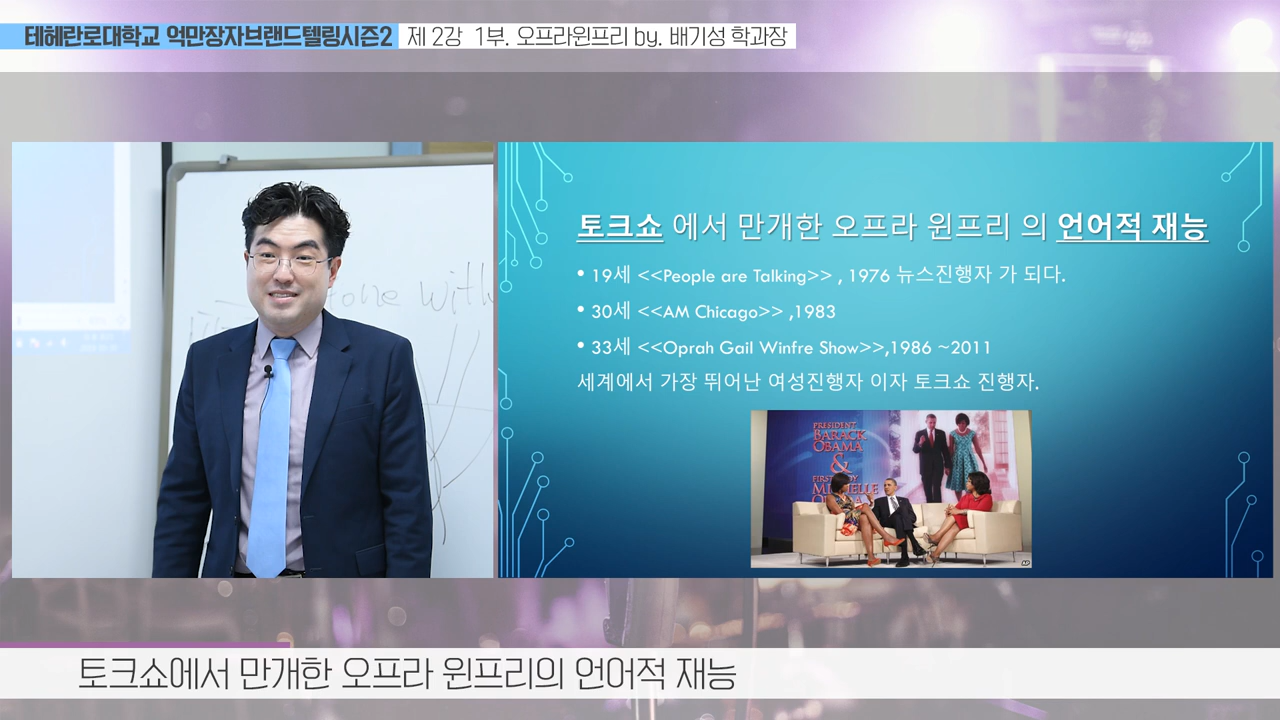 테헤란로대학교 억만장자브랜드텔링시즌2 제 2강 1부. 오프라윈프리 by. 배기성 학과장
one with
토크쇼 에서 만개한 오프라 윈프리 의 언어적 재능
• 19세 <<People are Talking>> , 1976 뉴스진행자 가 되다.
• 30세 <<AM Chicago>> ,1983
• 33세 <<Oprah Gail Winfre Show>>,1986 ~2011
세계에서 가장 뛰어난 여성진행자 이자 토크쇼 진행자.
PRESIDENT
BARACK
OBAMA
&
FIRST LADY
MICHELLE
AP
토크쇼에서 만개한 오프라 윈프리의 언어적 재능